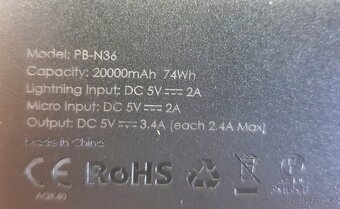 Model: PB-N36
Capacity: 20000mAh 74Wh
Lightning Input: DC 5V⎓2A
Micro Input: DC 5V⎓2A
Output: DC 5V⎓3.4A (each 2.4A Max)
Made in China
CE RoHS